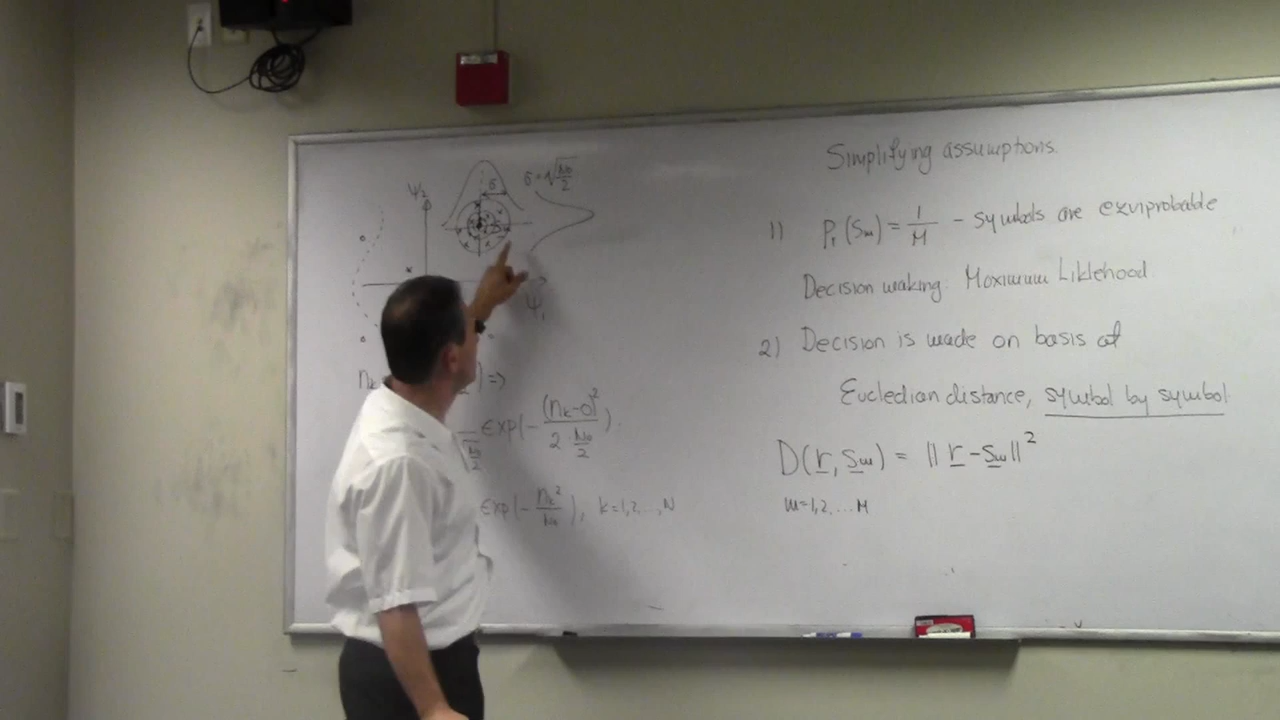 Simplifying assumptions.
1) Pr(Sm) = 1/M - symbols are equiprobable
Decision making Moximum Liklehood
2) Decision is made on basis of
Eucledian distance, symbol by symbol
D(r, Sm) = || r - Sm ||²
m=1,2, ... M
ψ2
σ
σ = √(No/2)
ψ1
) =>
exp(- (nk-0)² / 2·No/2)
exp(- nk²/No), k=1,2,...,N